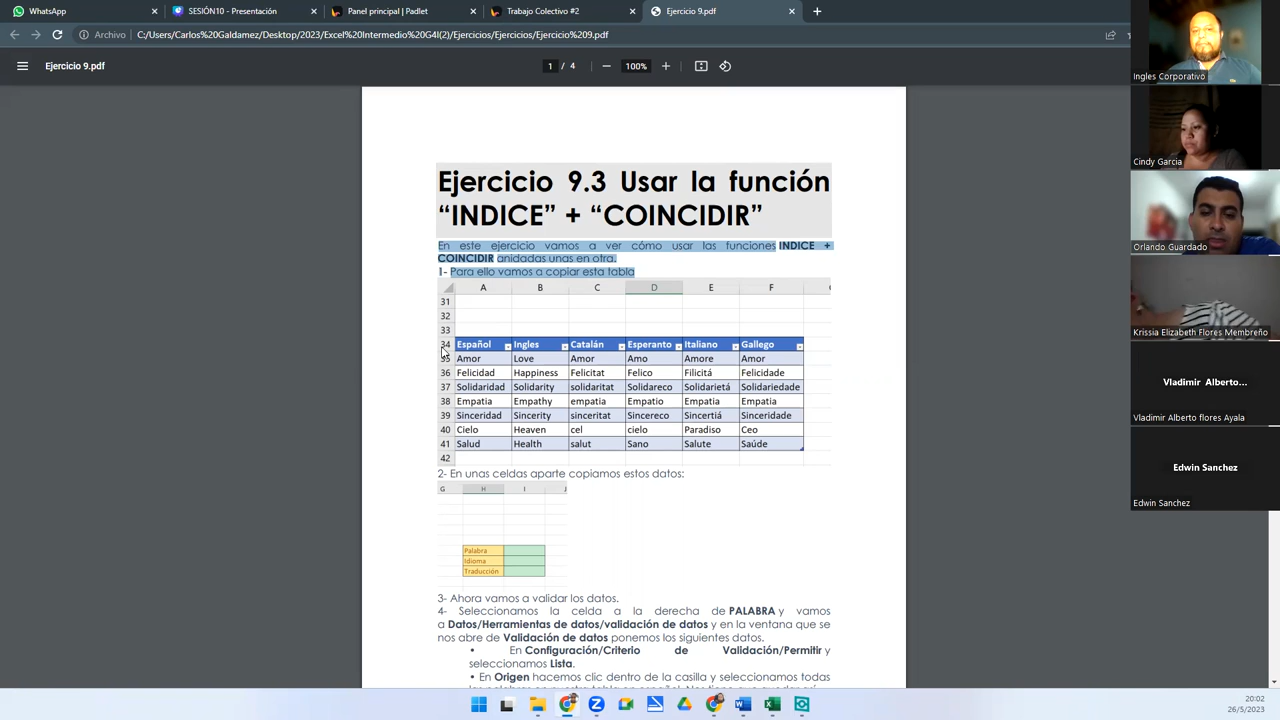 WhatsApp
SESIÓN10 - Presentación
Panel principal | Padlet
Trabajo Colectivo #2
Ejercicio 9.pdf
Archivo
C:/Users/Carlos%20Galdamez/Desktop/2023/Excel%20Intermedio%20G4I(2)/Ejercicios/Ejercicios/Ejercicio%209.pdf
Ejercicio 9.pdf
1 / 4
100%
Ejercicio 9.3 Usar la función
“INDICE” + “COINCIDIR”
En este ejercicio vamos a ver cómo usar las funciones INDICE +
COINCIDIR anidadas unas en otra.
1- Para ello vamos a copiar esta tabla
A B C D E F
31
32
33
34 Español Ingles Catalán Esperanto Italiano Gallego
35 Amor Love Amor Amo Amore Amor
36 Felicidad Happiness Felicitat Felico Filicitá Felicidade
37 Solidaridad Solidarity solidaritat Solidareco Solidarietá Solidariedade
38 Empatia Empathy empatia Empatio Empatia Empatia
39 Sinceridad Sincerity sinceritat Sincereco Sincertiá Sinceridade
40 Cielo Heaven cel cielo Paradiso Ceo
41 Salud Health salut Sano Salute Saúde
42
2- En unas celdas aparte copiamos estos datos:
G H I J
Palabra
Idioma
Traducción
3- Ahora vamos a validar los datos.
4- Seleccionamos la celda a la derecha de PALABRA y vamos
a Datos/Herramientas de datos/validación de datos y en la ventana que se
nos abre de Validación de datos ponemos los siguientes datos.
• En Configuración/Criterio de Validación/Permitir y
seleccionamos Lista.
• En Origen hacemos clic dentro de la casilla y seleccionamos todas
Ingles Corporativo
Cindy Garcia
Orlando Guardado
Krissia Elizabeth Flores Membreño
Vladimir Alberto...
Vladimir Alberto flores Ayala
Edwin Sanchez
Edwin Sanchez
20:02
26/5/2023